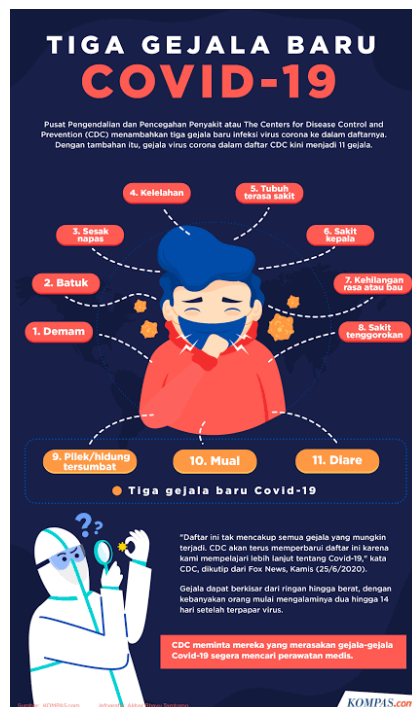 TIGA GEJALA BARU
COVID-19
Pusat Pengendalian dan Pencegahan Penyakit atau The Centers for Disease Control and
Prevention (CDC) menambahkan tiga gejala baru infeksi virus corona ke dalam daftarnya.
Dengan tambahan itu, gejala virus corona dalam daftar CDC kini menjadi 11 gejala.
4. Kelelahan
5. Tubuh
terasa sakit
3. Sesak
napas
6. Sakit
kepala
2. Batuk
7. Kehilangan
rasa atau bau
1. Demam
8. Sakit
tenggorokan
9. Pilek/hidung
tersumbat
10. Mual
11. Diare
Tiga gejala baru Covid-19
"Daftar ini tak mencakup semua gejala yang mungkin
terjadi. CDC akan terus memperbarui daftar ini karena
kami mempelajari lebih lanjut tentang Covid-19," kata
CDC, dikutip dari Fox News, Kamis (25/6/2020).
Gejala dapat berkisar dari ringan hingga berat, dengan
kebanyakan orang mulai mengalaminya dua hingga 14
hari setelah terpapar virus.
CDC meminta mereka yang merasakan gejala-gejala
Covid-19 segera mencari perawatan medis.
Sumber: KOMPAS.com
KOMPAS.com